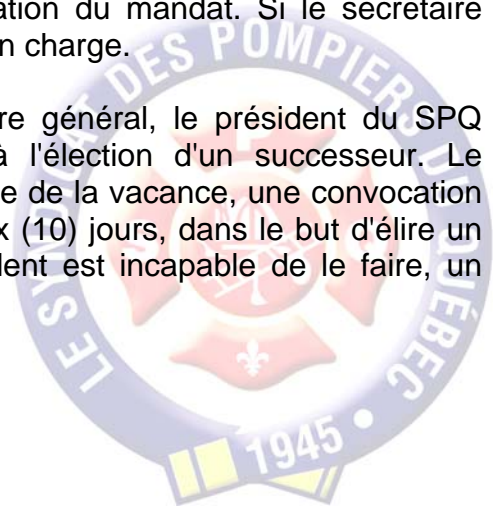 ation du mandat. Si le secrétaire
n charge.
re général, le président du SPQ
à l'élection d'un successeur. Le
e de la vacance, une convocation
x (10) jours, dans le but d'élire un
dent est incapable de le faire, un
LE SYNDICAT DES POMPIERS DU QUÉBEC
1945